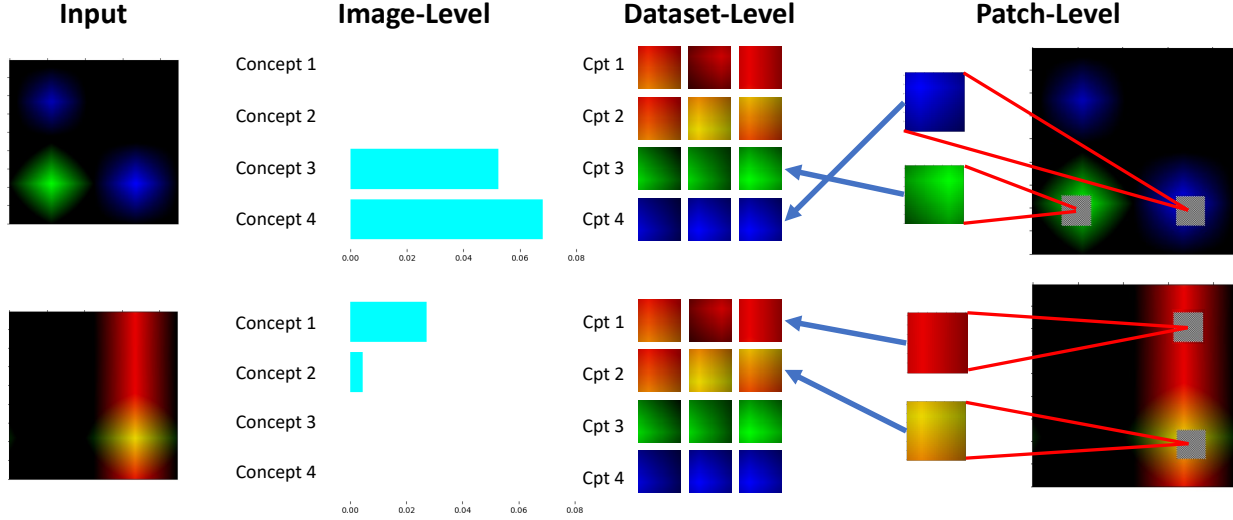 Input Image-Level Dataset-Level Patch-Level
Concept 1 Cpt 1
Concept 2 Cpt 2
Concept 3 Cpt 3
Concept 4 Cpt 4
0.00 0.02 0.04 0.06 0.08
Concept 1 Cpt 1
Concept 2 Cpt 2
Concept 3 Cpt 3
Concept 4 Cpt 4
0.00 0.02 0.04 0.06 0.08